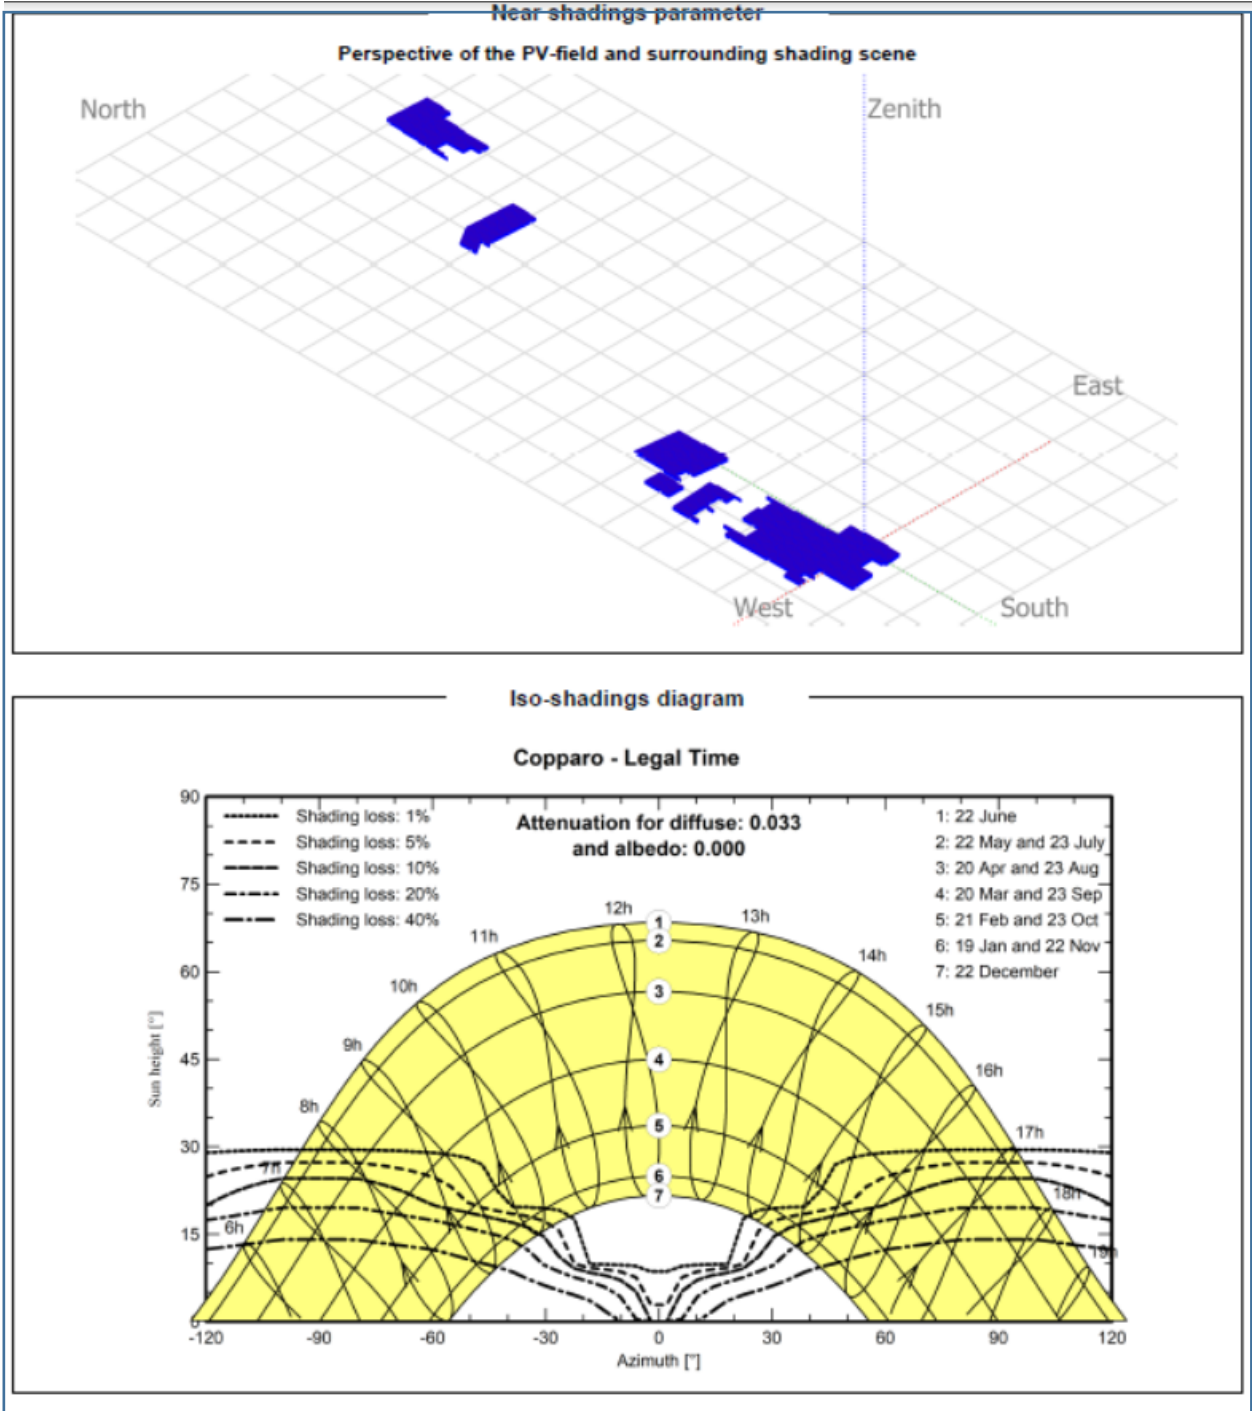 Near shadings parameter
Perspective of the PV-field and surrounding shading scene
North
Zenith
East
West
South
Iso-shadings diagram
Copparo - Legal Time
Attenuation for diffuse: 0.033
and albedo: 0.000
Shading loss: 1%
Shading loss: 5%
Shading loss: 10%
Shading loss: 20%
Shading loss: 40%
1: 22 June
2: 22 May and 23 July
3: 20 Apr and 23 Aug
4: 20 Mar and 23 Sep
5: 21 Feb and 23 Oct
6: 19 Jan and 22 Nov
7: 22 December
90
75
60
45
30
15
0
Sun height [°]
6h
7h
8h
9h
10h
11h
12h
13h
14h
15h
16h
17h
18h
19h
1
2
3
4
5
6
7
-120
-90
-60
-30
0
30
60
90
120
Azimuth [°]